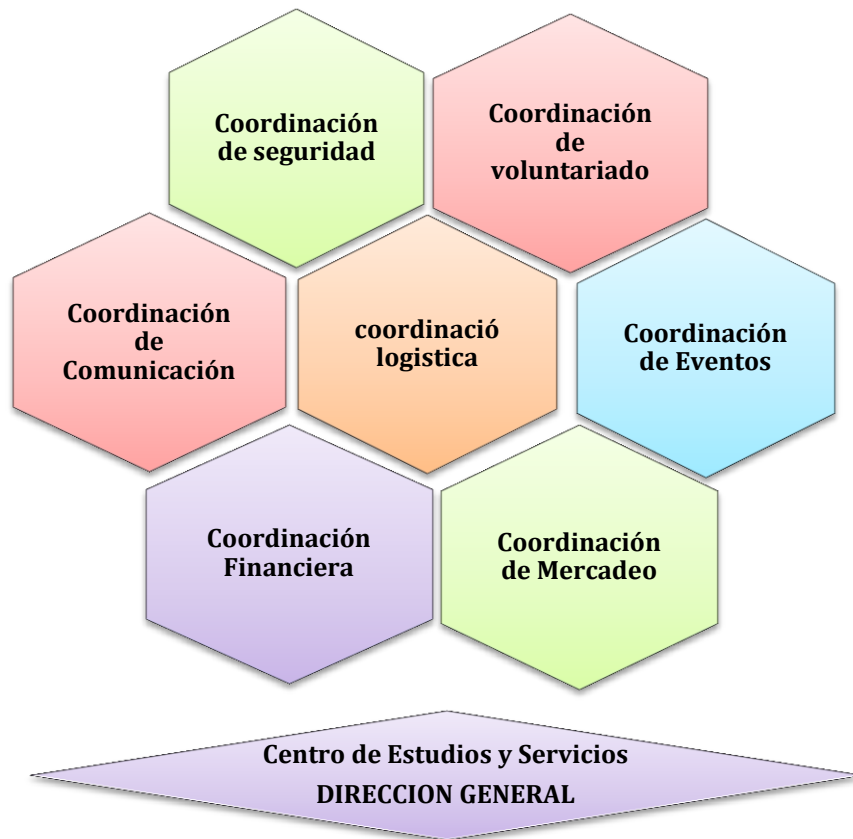 Coordinación
de seguridad
Coordinación
de
voluntariado
Coordinación
de
Comunicación
coordinació
logistica
Coordinación
de Eventos
Coordinación
Financiera
Coordinación
de Mercadeo
Centro de Estudios y Servicios
DIRECCION GENERAL